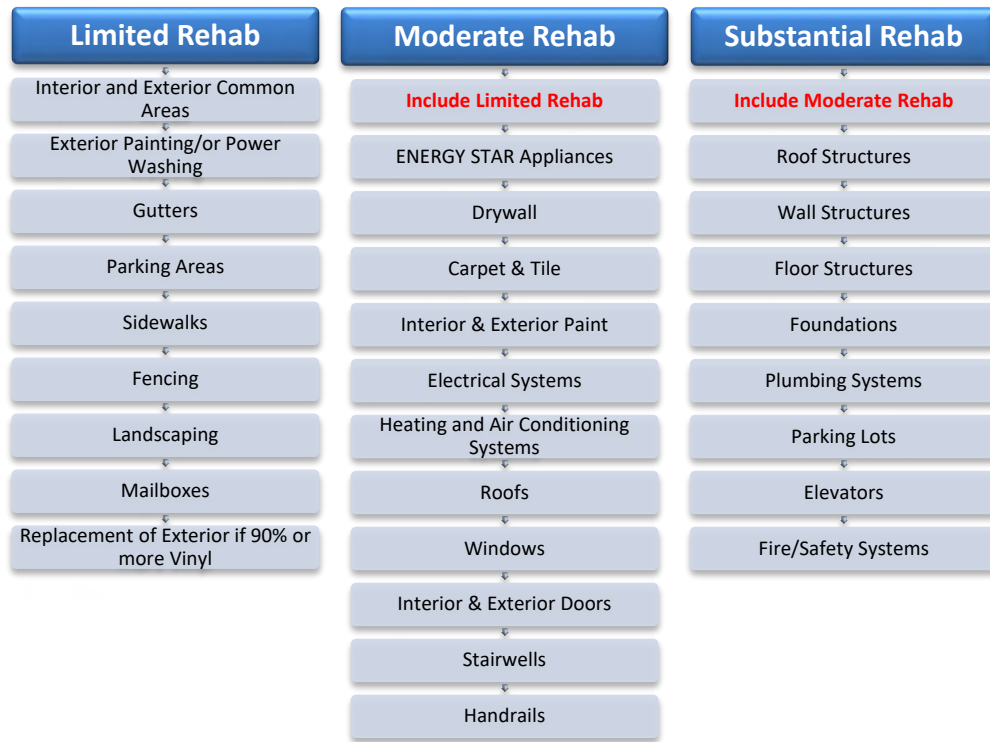 Limited Rehab
Interior and Exterior Common
Areas
Exterior Painting/or Power
Washing
Gutters
Parking Areas
Sidewalks
Fencing
Landscaping
Mailboxes
Replacement of Exterior if 90% or
more Vinyl
Moderate Rehab
Include Limited Rehab
ENERGY STAR Appliances
Drywall
Carpet & Tile
Interior & Exterior Paint
Electrical Systems
Heating and Air Conditioning
Systems
Roofs
Windows
Interior & Exterior Doors
Stairwells
Handrails
Substantial Rehab
Include Moderate Rehab
Roof Structures
Wall Structures
Floor Structures
Foundations
Plumbing Systems
Parking Lots
Elevators
Fire/Safety Systems